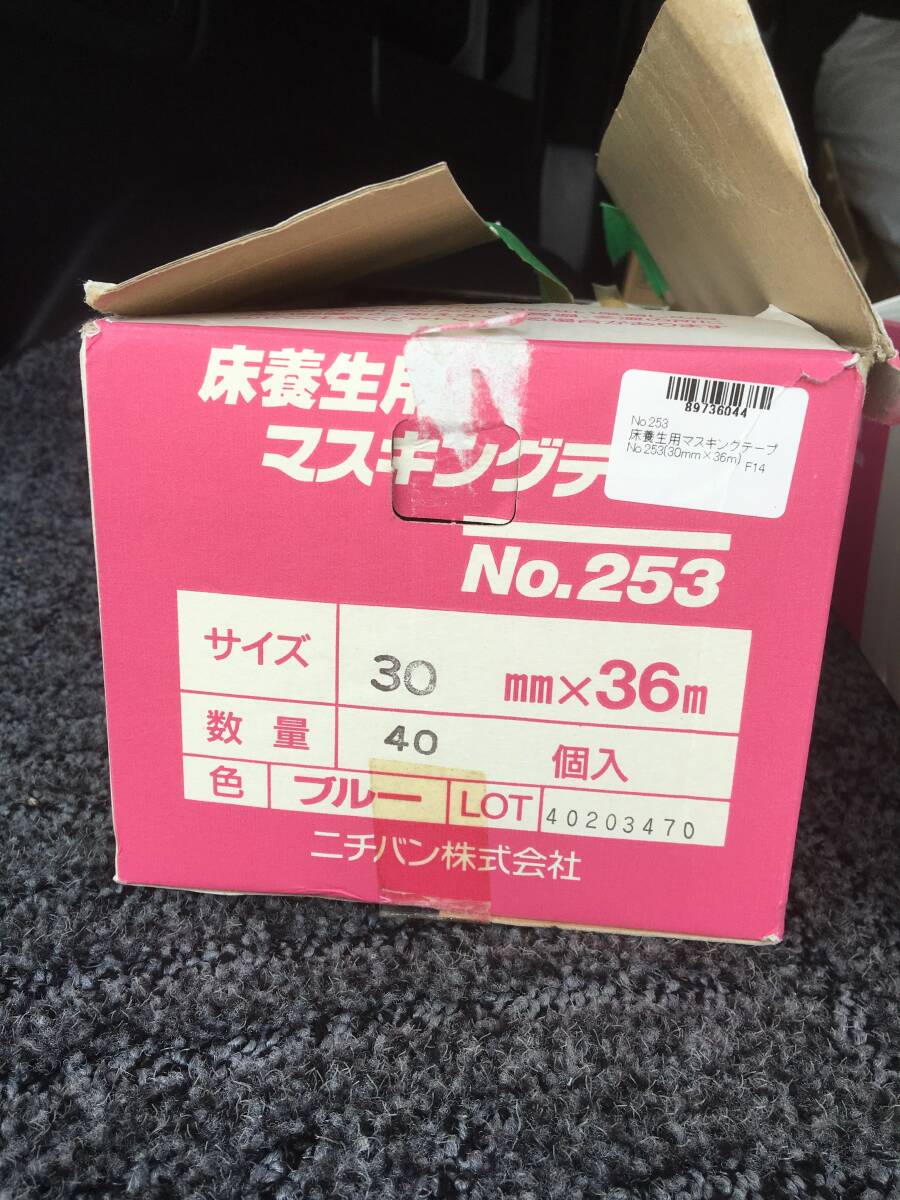 床養生用
マスキングテ
No.253
89736044
No.253
床養生用マスキングテープ
No.253(30mm×36m) F14
サイズ 30 mm×36m
数量 40 個入
色 ブルー LOT 40203470
ニチバン株式会社